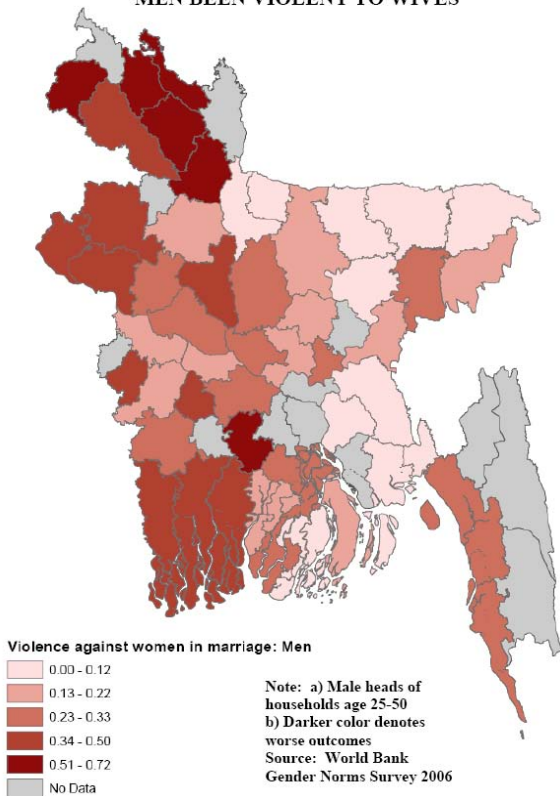 MEN BEEN VIOLENT TO WIVES
Violence against women in marriage: Men
0.00 - 0.12
0.13 - 0.22
0.23 - 0.33
0.34 - 0.50
0.51 - 0.72
No Data
Note: a) Male heads of
households age 25-50
b) Darker color denotes
worse outcomes
Source: World Bank
Gender Norms Survey 2006